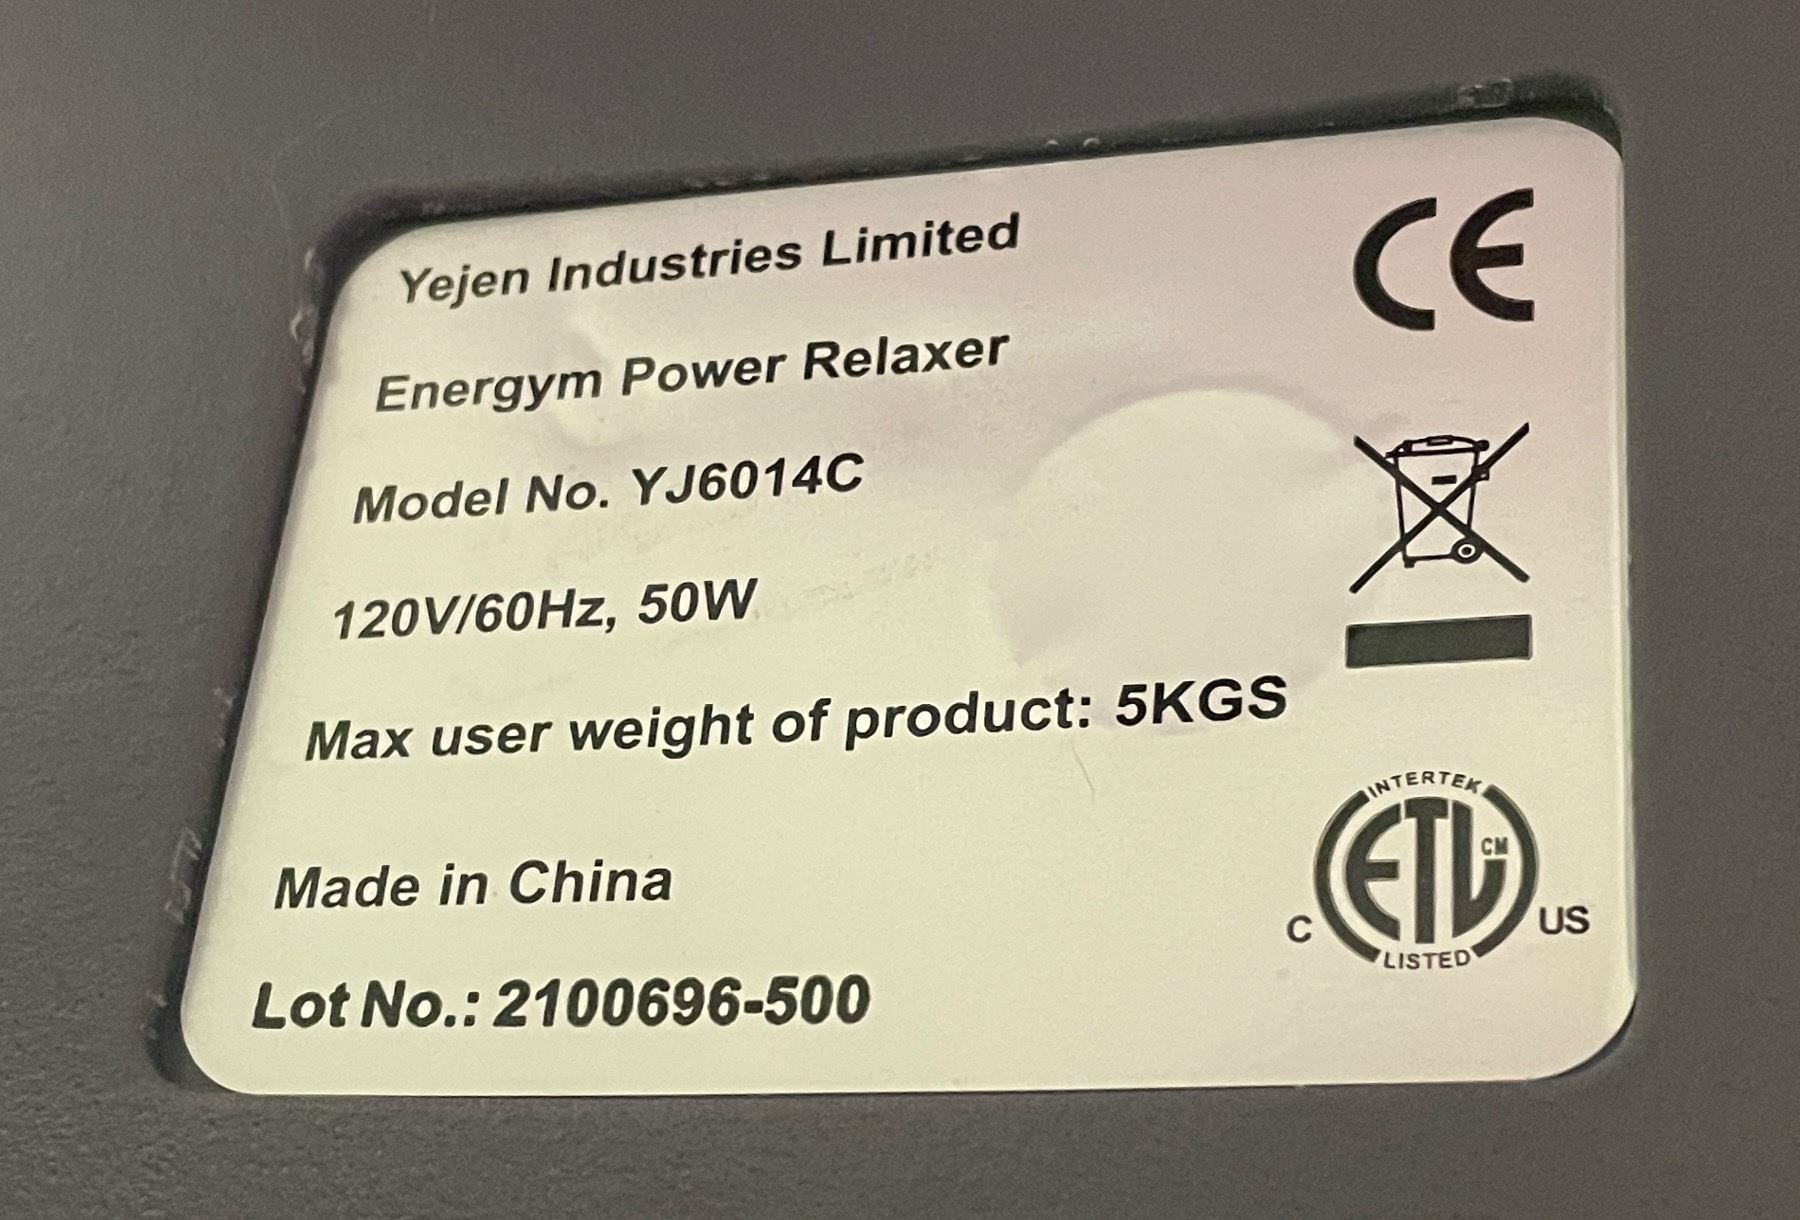 Yejen Industries Limited
CE
Energym Power Relaxer
Model No. YJ6014C
120V/60Hz, 50W
Max user weight of product: 5KGS
Made in China
Lot No.: 2100696-500
INTERTEK
ETL CM
C US
LISTED